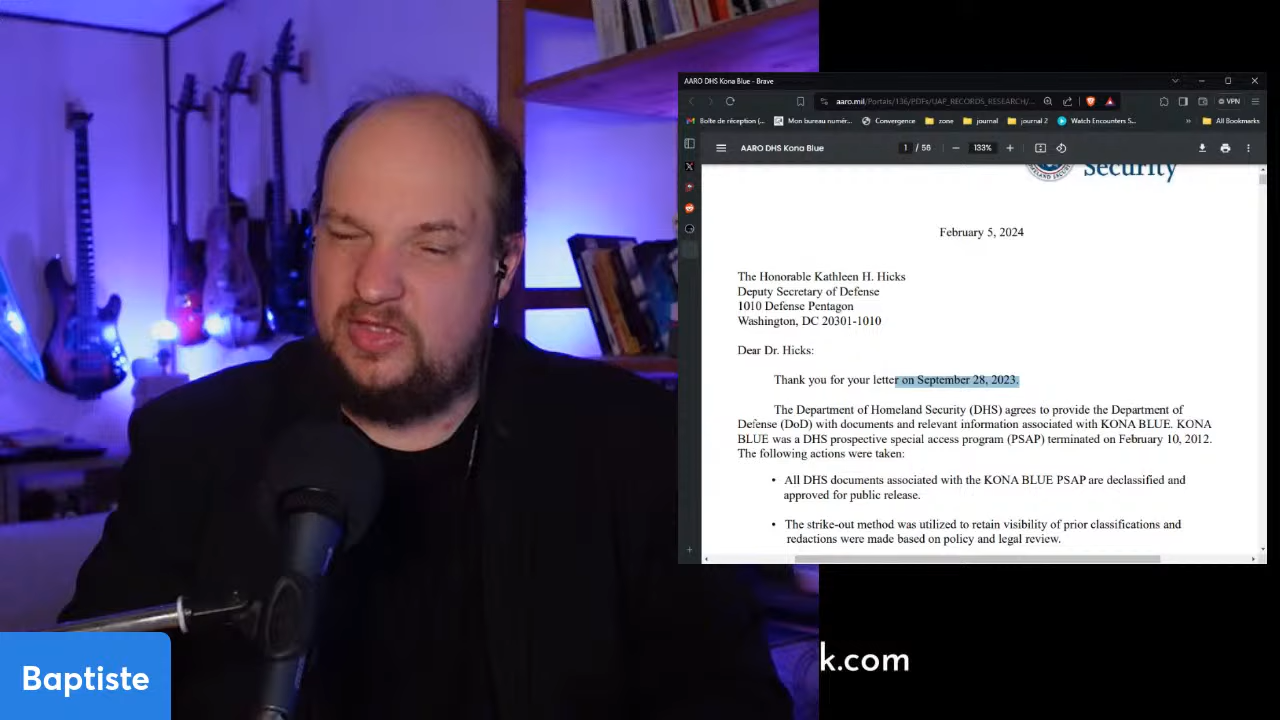 AARO DHS Kona Blue - Brave
aaro.mil/Portals/136/PDFs/UAP_RECORDS_RESEARCH/...
VPN
Boîte de réception (...
Mon bureau numér...
Convergence
zone
journal
journal 2
Watch Encounters S...
» All Bookmarks
AARO DHS Kona Blue
1 / 56
133%
Security
February 5, 2024
The Honorable Kathleen H. Hicks
Deputy Secretary of Defense
1010 Defense Pentagon
Washington, DC 20301-1010
Dear Dr. Hicks:
Thank you for your letter on September 28, 2023.
The Department of Homeland Security (DHS) agrees to provide the Department of
Defense (DoD) with documents and relevant information associated with KONA BLUE. KONA
BLUE was a DHS prospective special access program (PSAP) terminated on February 10, 2012.
The following actions were taken:
• All DHS documents associated with the KONA BLUE PSAP are declassified and
approved for public release.
• The strike-out method was utilized to retain visibility of prior classifications and
redactions were made based on policy and legal review.
k.com
Baptiste